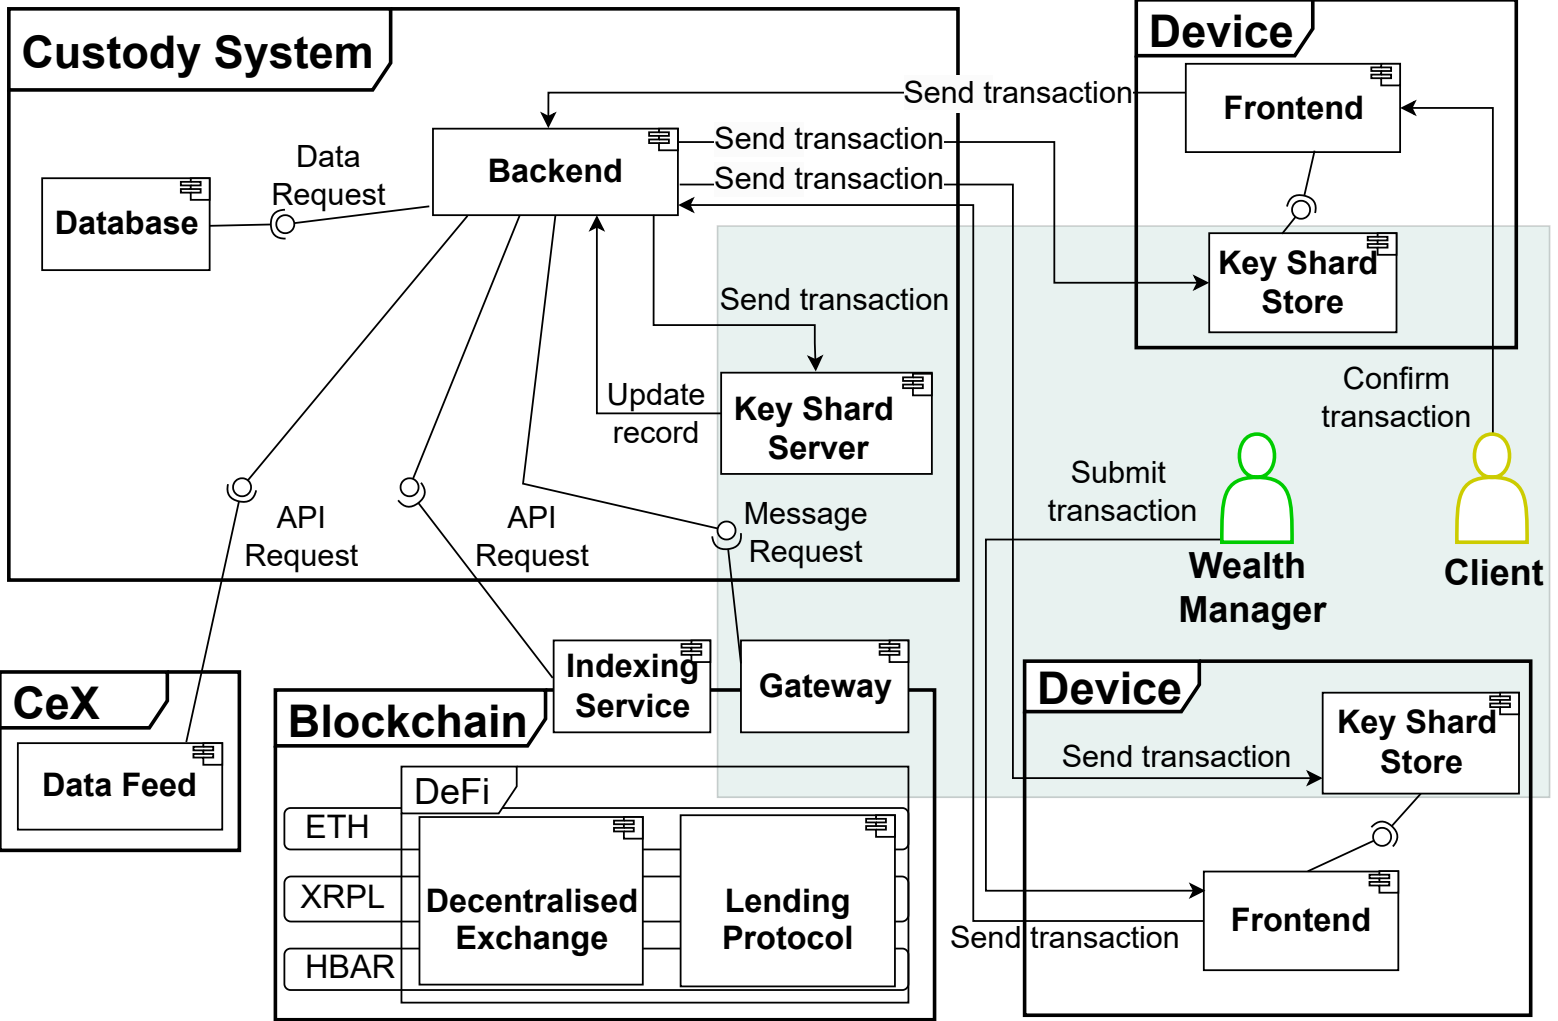 Custody System
Device
Send transaction
Frontend
Send transaction
Backend
Send transaction
Data
Request
Database
Key Shard
Store
Send transaction
Confirm
transaction
Update
record
Key Shard
Server
Submit
transaction
API
Request
API
Request
Message
Request
Wealth
Manager
Client
CeX
Data Feed
Indexing
Service
Gateway
Blockchain
Device
Key Shard
Store
Send transaction
DeFi
ETH
XRPL
HBAR
Decentralised
Exchange
Lending
Protocol
Frontend
Send transaction